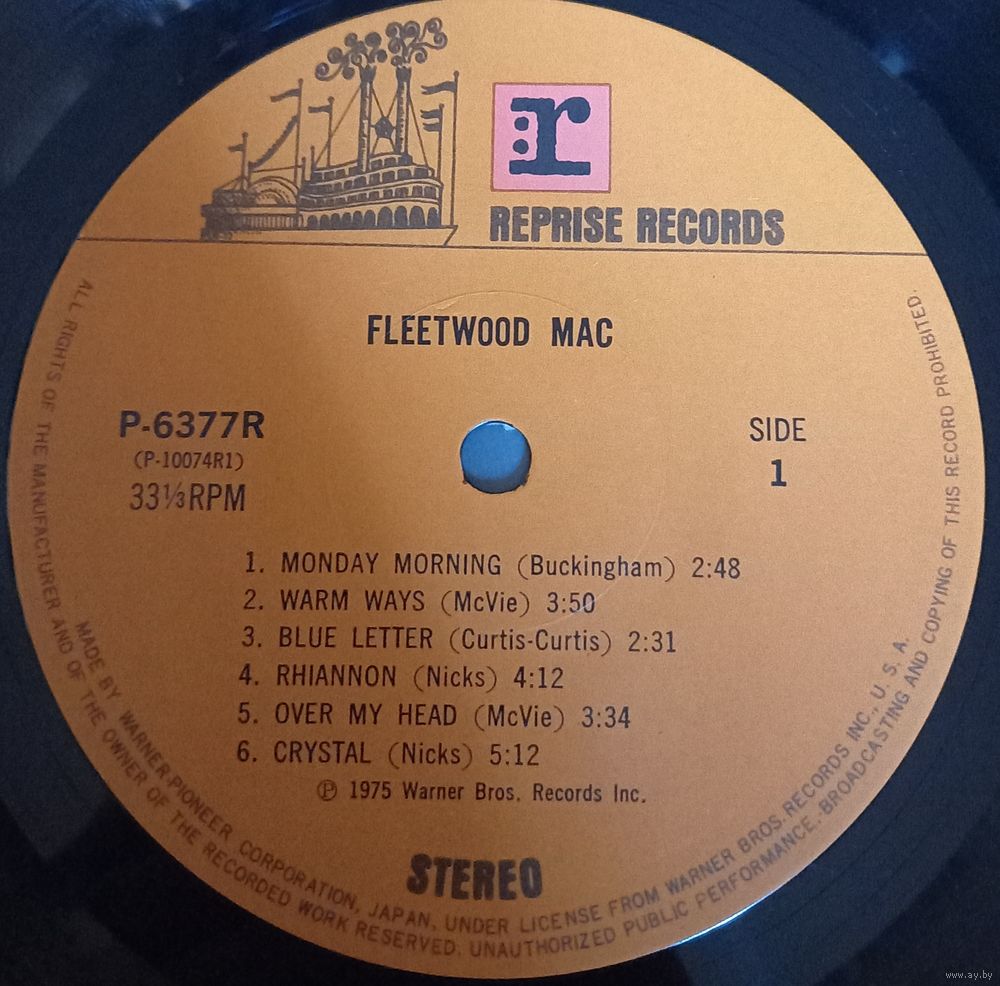 r
REPRISE RECORDS
FLEETWOOD MAC
P-6377R
(P-10074R1)
33⅓RPM
SIDE
1
1. MONDAY MORNING (Buckingham) 2:48
2. WARM WAYS (McVie) 3:50
3. BLUE LETTER (Curtis-Curtis) 2:31
4. RHIANNON (Nicks) 4:12
5. OVER MY HEAD (McVie) 3:34
6. CRYSTAL (Nicks) 5:12
℗ 1975 Warner Bros. Records Inc.
STEREO
MADE BY WARNER-PIONEER CORPORATION, JAPAN, UNDER LICENSE FROM WARNER BROS. RECORDS INC., U. S. A.
ALL RIGHTS OF THE MANUFACTURER AND OF THE OWNER OF THE RECORDED WORK RESERVED. UNAUTHORIZED PUBLIC PERFORMANCE. BROADCASTING AND COPYING OF THIS RECORD PROHIBITED.
www.ay.by